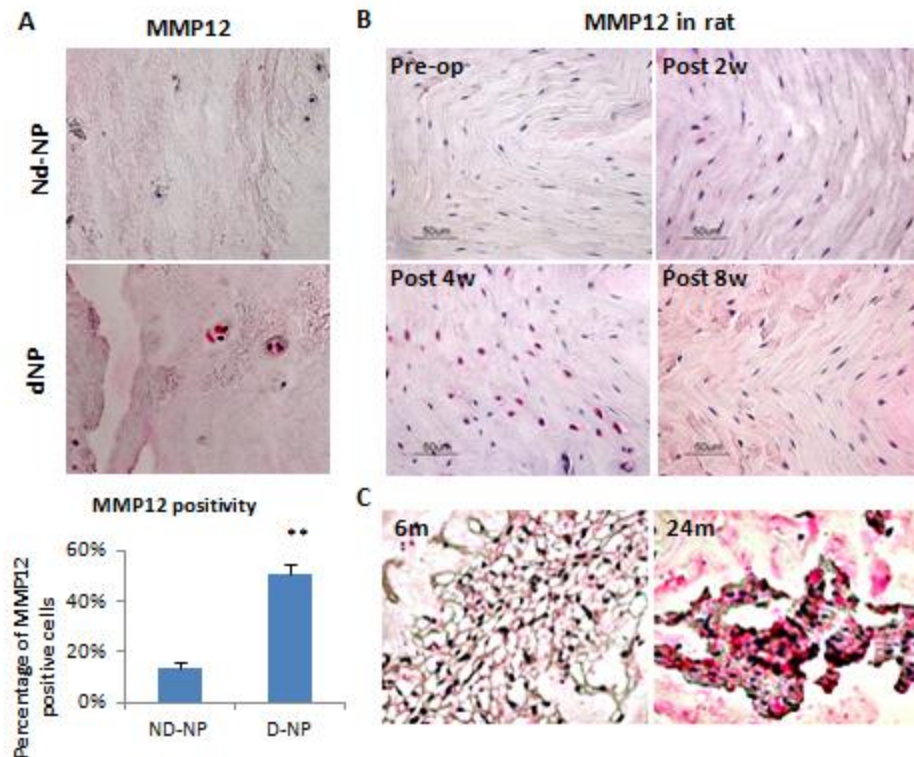 A
MMP12
Nd-NP
dNP
MMP12 positivity
Percentage of MMP12
positive cells
60%
40%
20%
0%
**
ND-NP
D-NP
B
MMP12 in rat
Pre-op
50um
Post 2w
50um
Post 4w
50um
Post 8w
50um
C
6m
24m